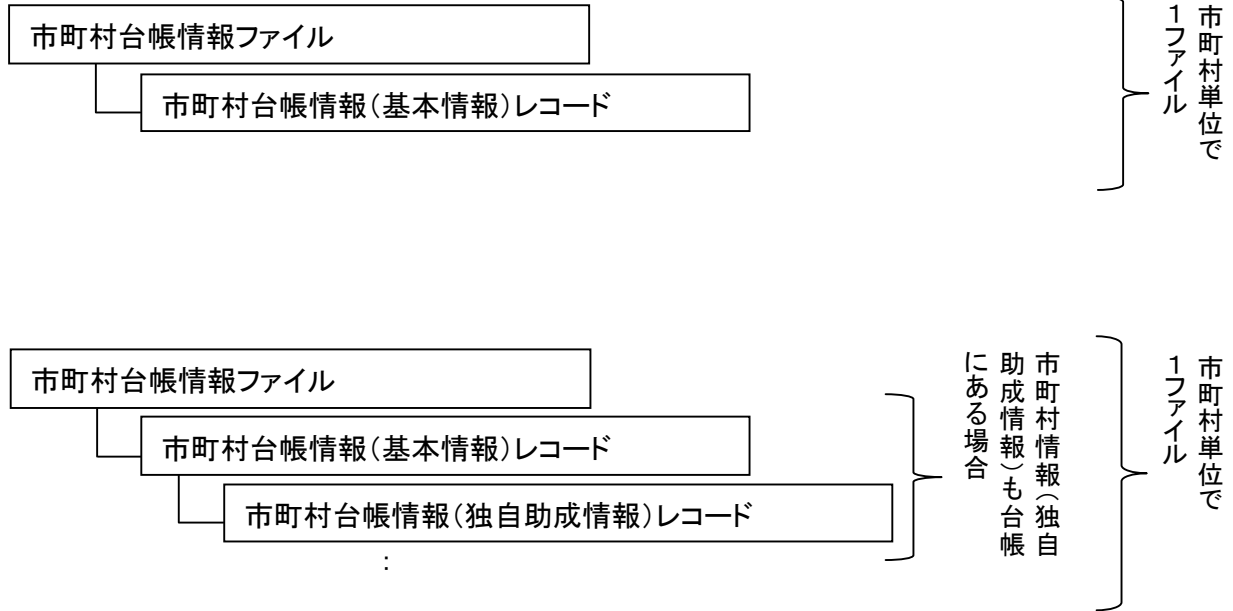 市町村台帳情報ファイル
市町村台帳情報(基本情報)レコード
市町村単位で
1ファイル
市町村台帳情報ファイル
市町村台帳情報(基本情報)レコード
市町村台帳情報(独自助成情報)レコード
:
市町村情報(独自
助成情報)も台帳
にある場合
市町村単位で
1ファイル